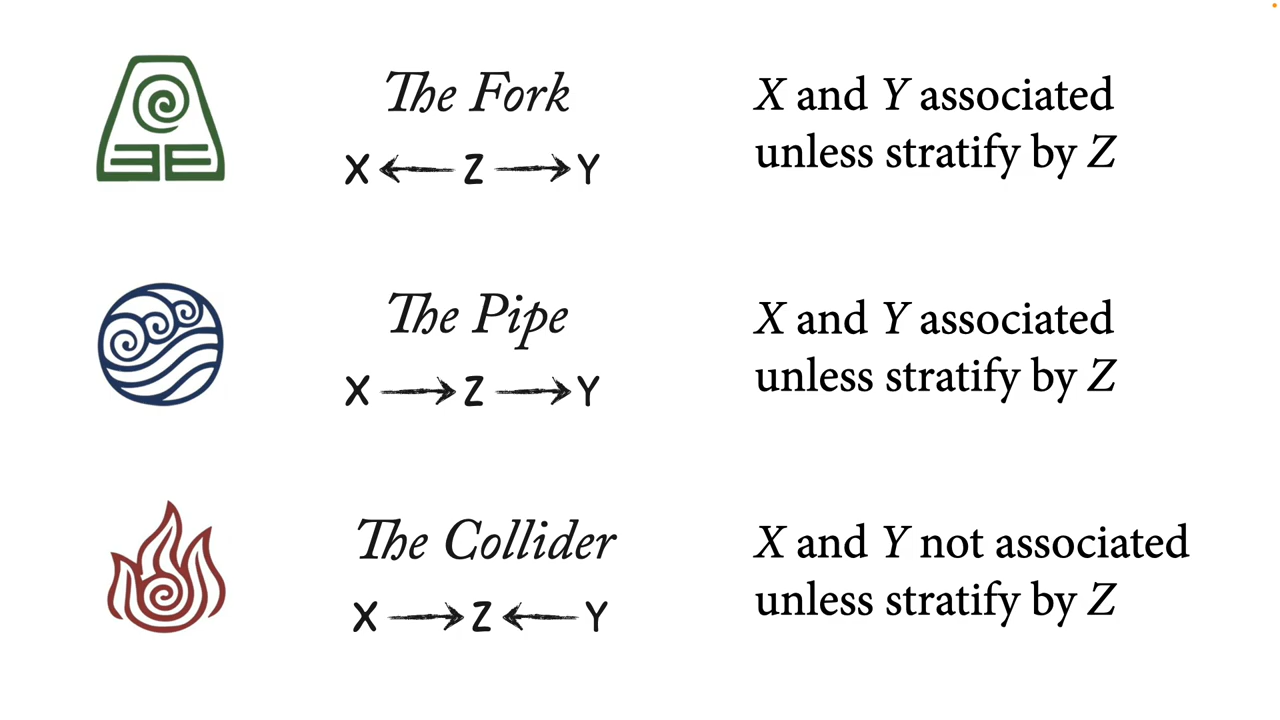 The Fork
X ← Z → Y
X and Y associated
unless stratify by Z
The Pipe
X → Z → Y
X and Y associated
unless stratify by Z
The Collider
X → Z ← Y
X and Y not associated
unless stratify by Z